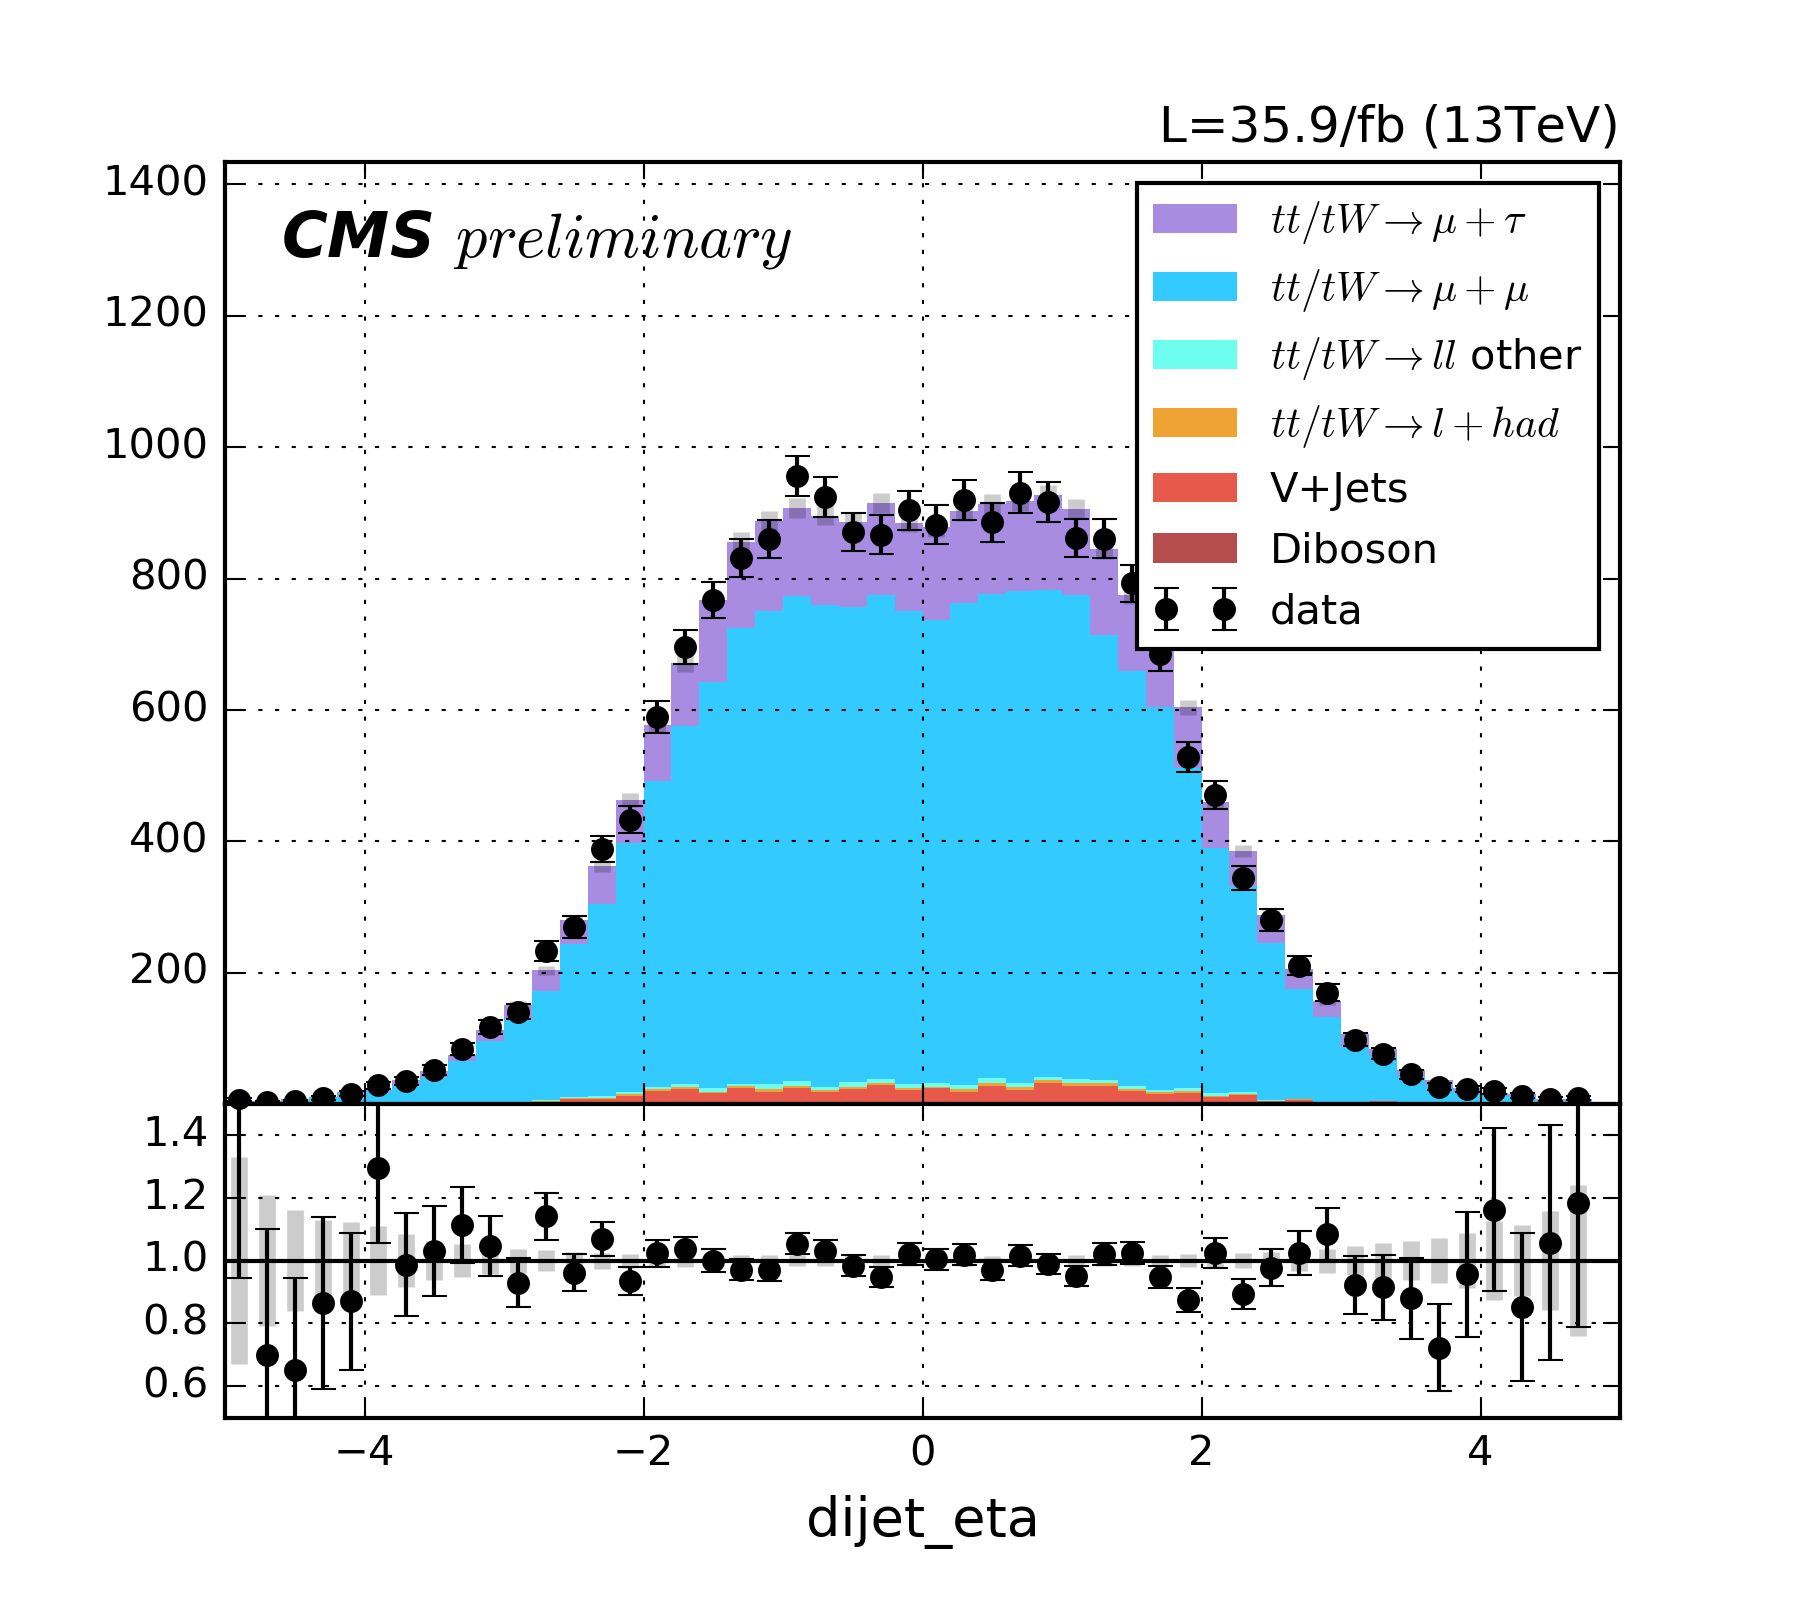 L=35.9/fb (13TeV)
CMS preliminary
1400
1200
1000
800
600
400
200
tt/tW→μ+τ
tt/tW→μ+μ
tt/tW→ll other
tt/tW→l+had
V+Jets
Diboson
data
1.4
1.2
1.0
0.8
0.6
−4 −2 0 2 4
dijet_eta